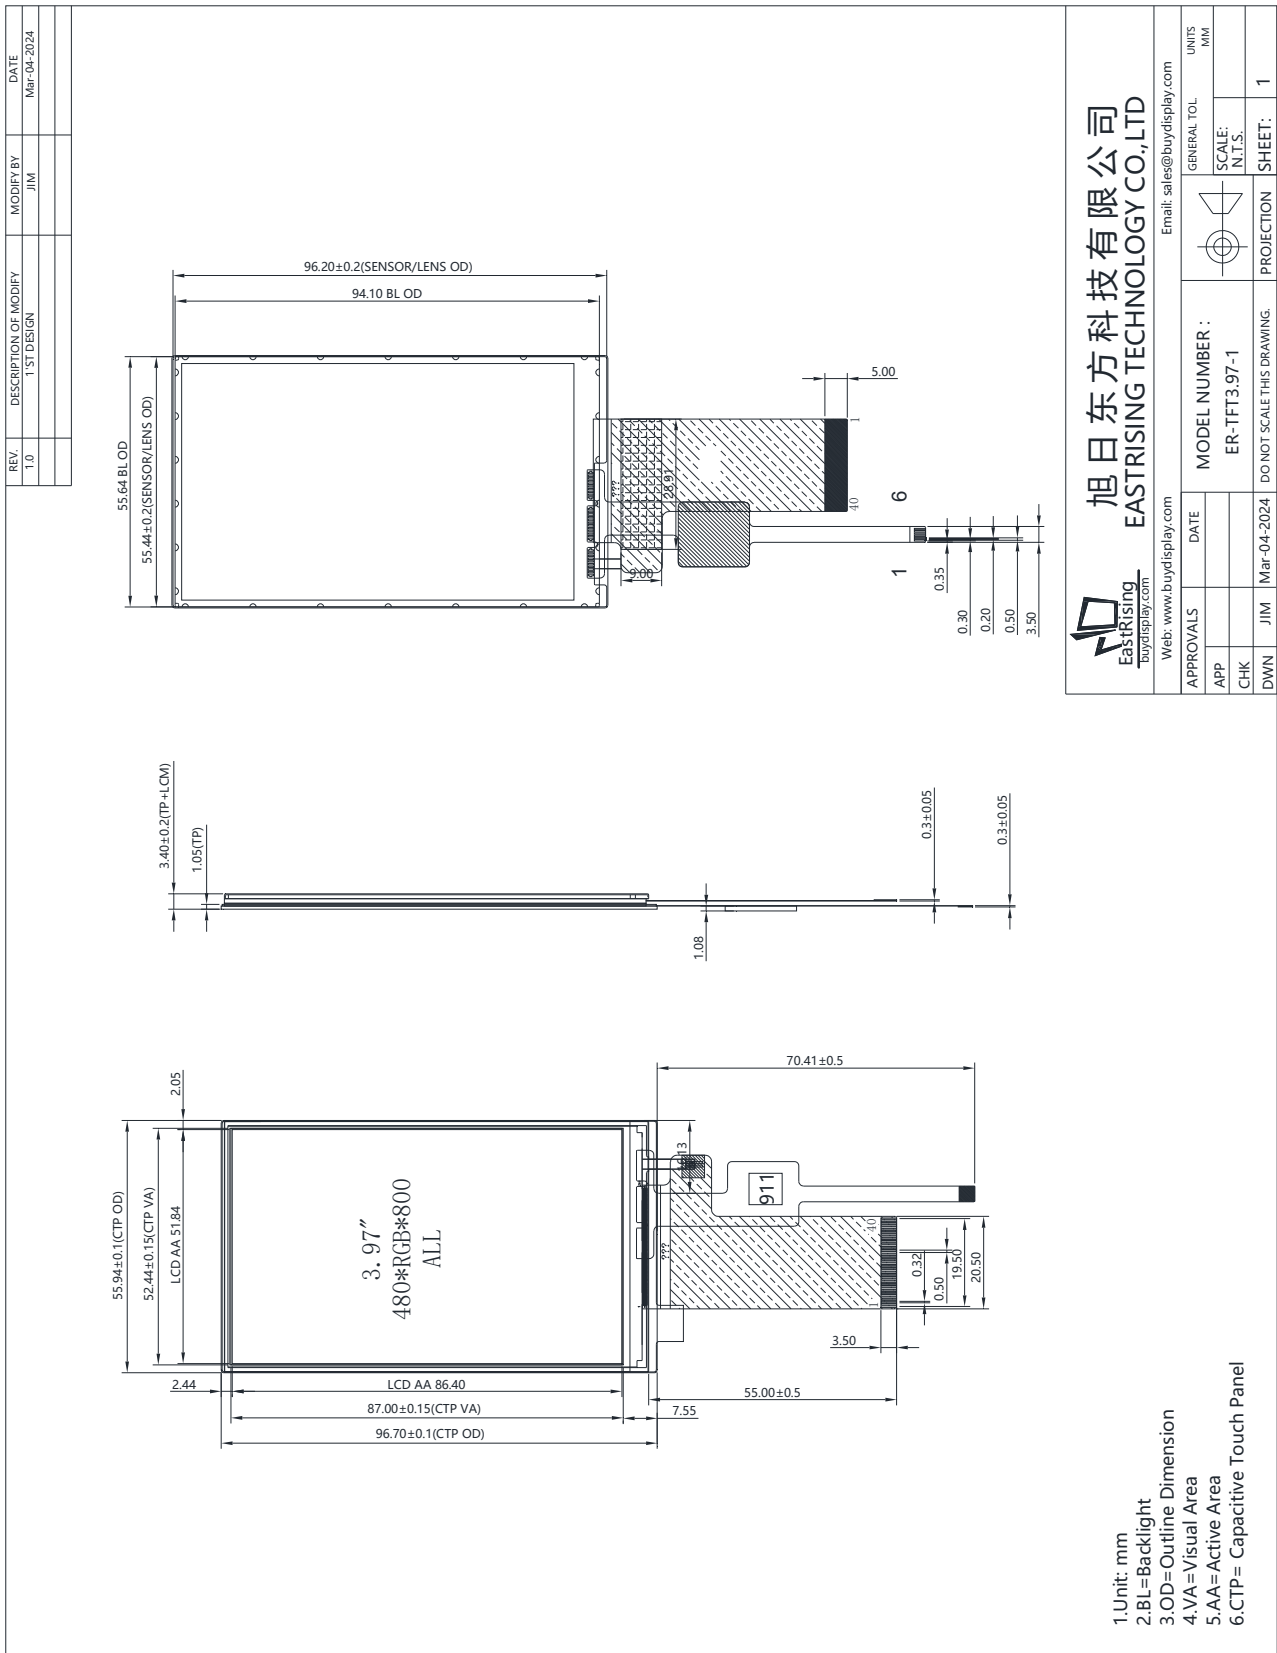 REV.
DESCRIPTION OF MODIFY
MODIFY BY
DATE
1.0
1'ST DESIGN
JIM
Mar-04-2024
96.20±0.2(SENSOR/LENS OD)
94.10 BL OD
55.64 BL OD
55.44±0.2(SENSOR/LENS OD)
5.00
???
28.91
9.00
1
40
6
1
0.35
0.30
0.20
0.50
3.50
3.40±0.2(TP+LCM)
1.05(TP)
1.08
0.3±0.05
0.3±0.05
70.41±0.5
2.05
55.94±0.1(CTP OD)
52.44±0.15(CTP VA)
LCD AA 51.84
3.97"
480*RGB*800
ALL
911
???
40
1
0.32
0.50
19.50
20.50
3.50
2.44
LCD AA 86.40
87.00±0.15(CTP VA)
96.70±0.1(CTP OD)
7.55
55.00±0.5
1.Unit: mm
2.BL=Backlight
3.OD=Outline Dimension
4.VA=Visual Area
5.AA=Active Area
6.CTP= Capacitive Touch Panel
旭日东方科技有限公司
EASTRISING TECHNOLOGY CO.,LTD
EastRising
buydisplay.com
Web: www.buydisplay.com
Email: sales@buydisplay.com
APPROVALS
DATE
APP
CHK
DWN
JIM
Mar-04-2024
MODEL NUMBER :
ER-TFT3.97-1
DO NOT SCALE THIS DRAWING.
PROJECTION
GENERAL TOL.
UNITS
MM
SCALE:
N.T.S.
SHEET:
1